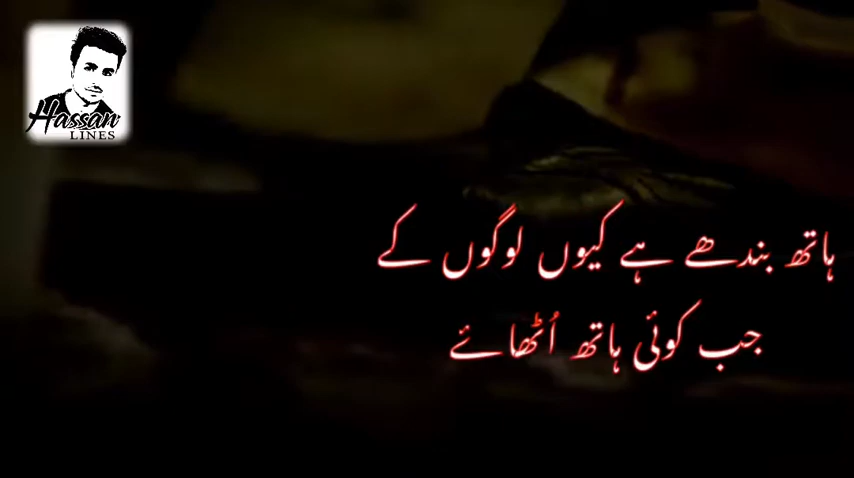 Hassan
LINES
ہاتھ بندھے ہے کیوں لوگوں کے
جب کوئی ہاتھ اُٹھائے